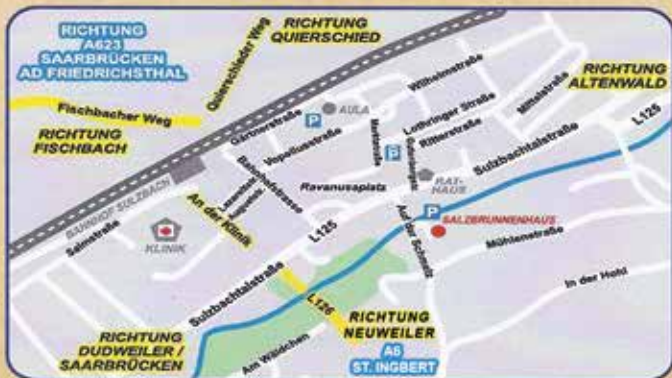 RICHTUNG
A623
SAARBRÜCKEN
AD FRIEDRICHSTHAL
Quierschieder Weg
RICHTUNG
QUIERSCHIED
Fischbacher Weg
RICHTUNG
FISCHBACH
Wilhelmstraße
AULA
P
Gärtnerstraße
Mittelstraße
RICHTUNG
ALTENWALD
L125
Lothringer Straße
Ritterstraße
Marktstraße
P
Vopeliusstraße
Sulzbachtalstraße
RAT-
HAUS
Bahnhofstrasse
Ravanusaplatz
BAHNHOF SULZBACH
An der Klinik
Salmstraße
KLINIK
P
Auf der Schmelz
SALZBRUNNENHAUS
L125
Mühlenstraße
Sulzbachtalstraße
In der Hohl
L126
RICHTUNG
NEUWEILER
A6
ST. INGBERT
RICHTUNG
DUDWEILER /
SAARBRÜCKEN
Am Wäldchen